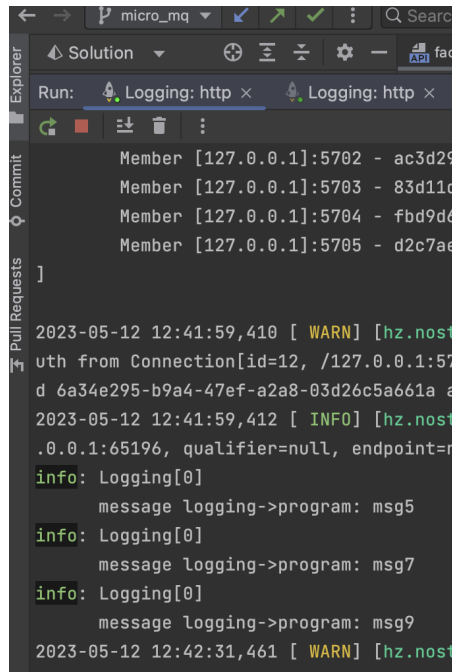 micro_mq
Search
Solution
API
fac
Explorer
Run:
Logging: http ×
Logging: http ×
Commit
Pull Requests
Member [127.0.0.1]:5702 - ac3d29
Member [127.0.0.1]:5703 - 83d11
Member [127.0.0.1]:5704 - fbd9d6
Member [127.0.0.1]:5705 - d2c7ae
]
2023-05-12 12:41:59,410 [ WARN] [hz.nost
uth from Connection[id=12, /127.0.0.1:57
d 6a34e295-b9a4-47ef-a2a8-03d26c5a661a a
2023-05-12 12:41:59,412 [ INFO] [hz.nost
.0.0.1:65196, qualifier=null, endpoint=n
info: Logging[0]
message logging->program: msg5
info: Logging[0]
message logging->program: msg7
info: Logging[0]
message logging->program: msg9
2023-05-12 12:42:31,461 [ WARN] [hz.nost